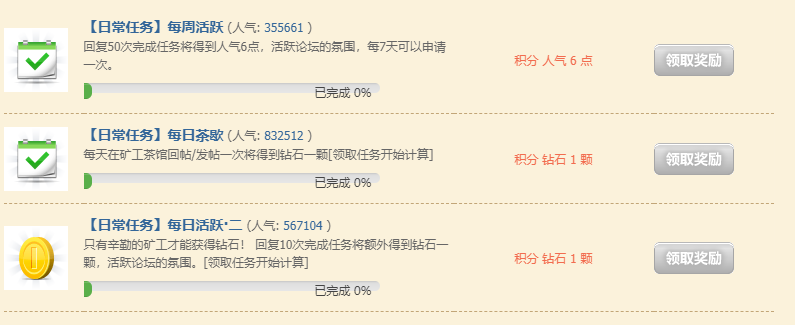 【日常任务】每周活跃 (人气: 355661 )
回复50次完成任务将得到人气6点，活跃论坛的氛围，每7天可以申请
一次。
积分 人气 6 点
领取奖励
已完成 0%
【日常任务】每日茶歇 (人气: 832512 )
每天在矿工茶馆回帖/发帖一次将得到钻石一颗[领取任务开始计算]
积分 钻石 1 颗
领取奖励
已完成 0%
【日常任务】每日活跃·二 (人气: 567104 )
只有辛勤的矿工才能获得钻石！ 回复10次完成任务将额外得到钻石一
颗，活跃论坛的氛围。[领取任务开始计算]
积分 钻石 1 颗
领取奖励
已完成 0%